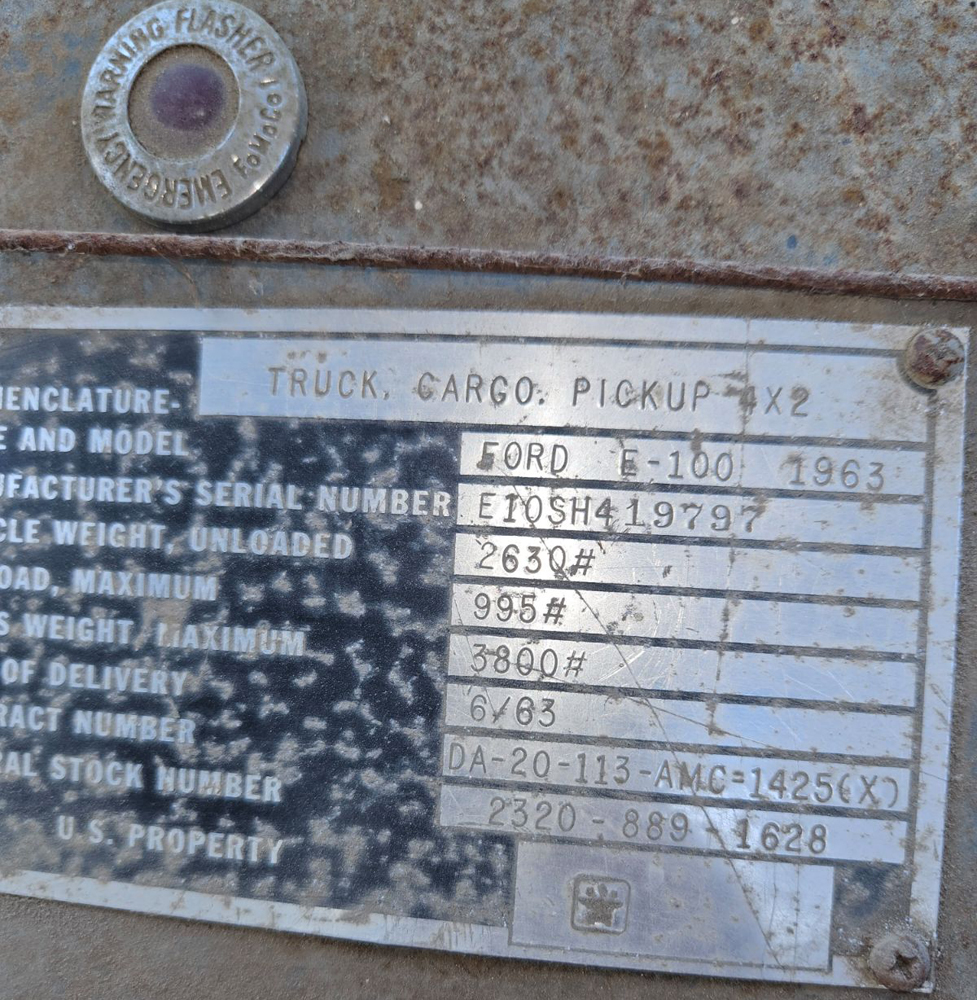 EMERGENCY WARNING FLASHER
FoMoCo
MENCLATURE- TRUCK, CARGO, PICKUP 4X2
E AND MODEL FORD E-100 1963
UFACTURER'S SERIAL NUMBER E10SH419797
CLE WEIGHT, UNLOADED 2630#
OAD, MAXIMUM 995#
S WEIGHT, MAXIMUM 3800#
OF DELIVERY 6/63
RACT NUMBER DA-20-113-AMC-1425(X)
RAL STOCK NUMBER 2320-889-1628
U.S. PROPERTY